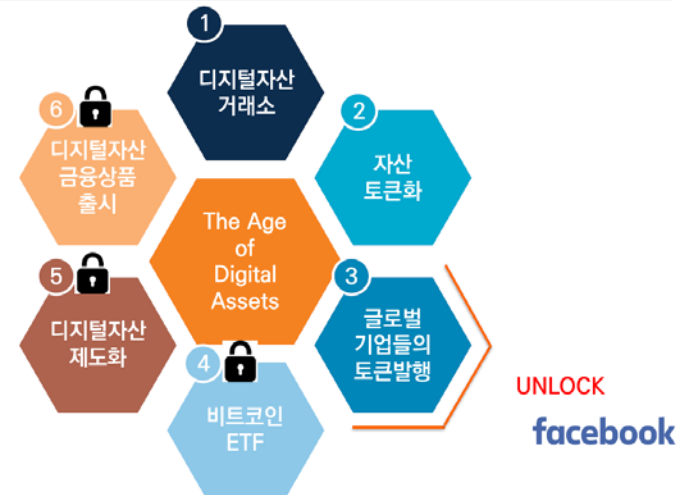 1
디지털자산
거래소
2
자산
토큰화
3
글로벌
기업들의
토큰발행
4
비트코인
ETF
5
디지털자산
제도화
6
디지털자산
금융상품
출시
The Age
of
Digital
Assets
UNLOCK
facebook